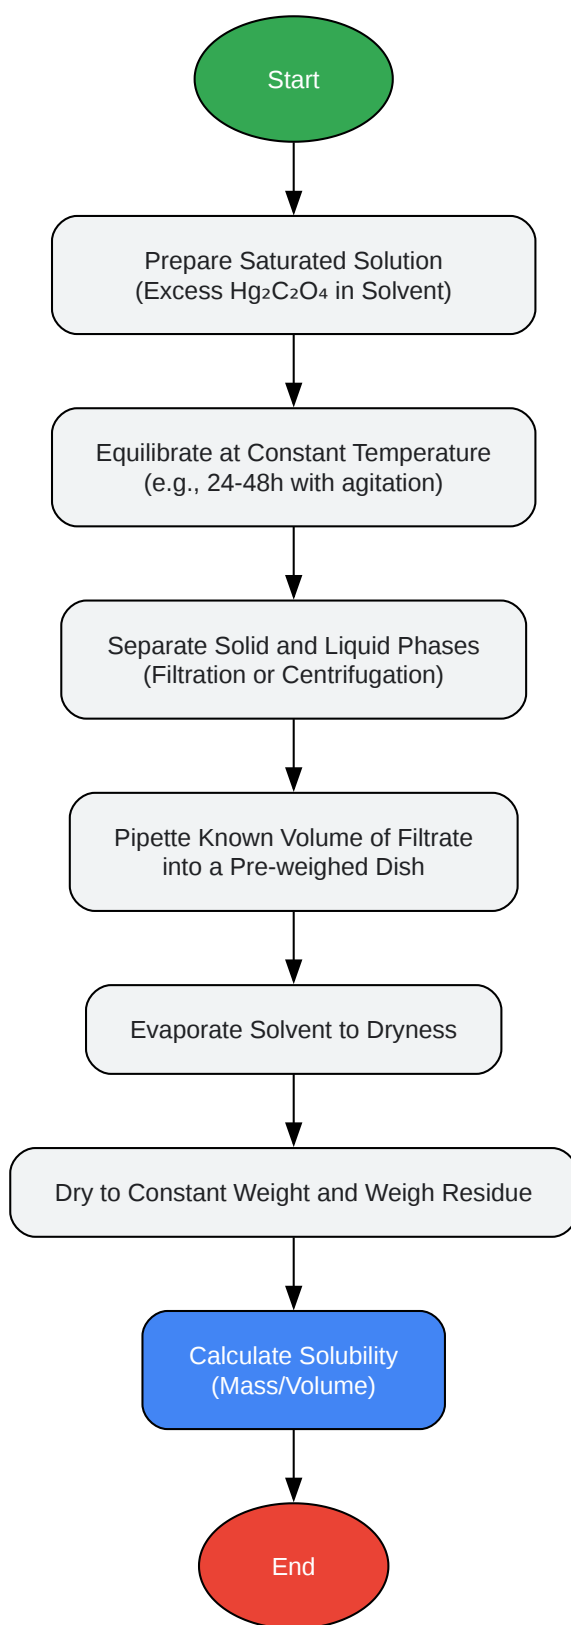 Start
Prepare Saturated Solution
(Excess Hg₂C₂O₄ in Solvent)
Equilibrate at Constant Temperature
(e.g., 24-48h with agitation)
Separate Solid and Liquid Phases
(Filtration or Centrifugation)
Pipette Known Volume of Filtrate
into a Pre-weighed Dish
Evaporate Solvent to Dryness
Dry to Constant Weight and Weigh Residue
Calculate Solubility
(Mass/Volume)
End